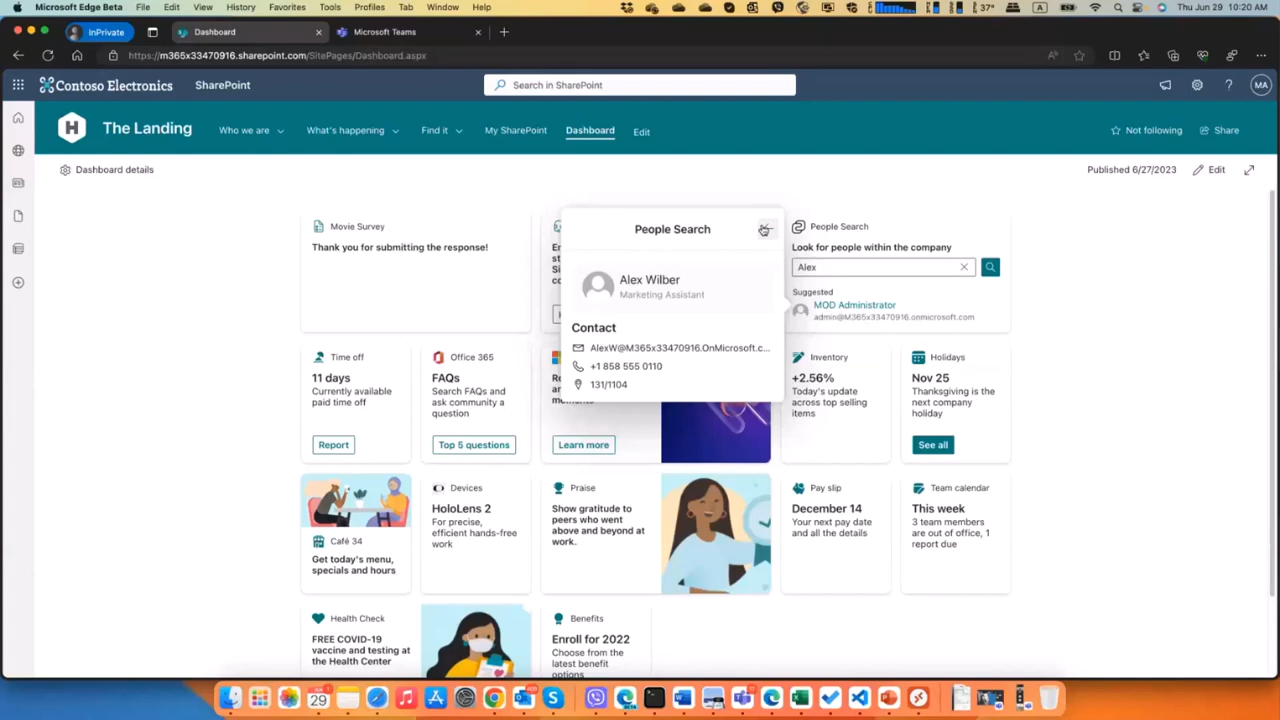 Microsoft Edge Beta File Edit View History Favorites Tools Profiles Tab Window Help 37° A Thu Jun 29 10:20 AM
InPrivate Dashboard Microsoft Teams
https://m365x33470916.sharepoint.com/SitePages/Dashboard.aspx
Contoso Electronics SharePoint Search in SharePoint MA
H The Landing Who we are What's happening Find it My SharePoint Dashboard Edit Not following Share
Dashboard details Published 6/27/2023 Edit
Movie Survey
Thank you for submitting the response!
People Search
Alex Wilber
Marketing Assistant
Contact
AlexW@M365x33470916.OnMicrosoft.c...
+1 858 555 0110
131/1104
People Search
Look for people within the company
Alex
Suggested
MOD Administrator
admin@M365x33470916.onmicrosoft.com
Time off
11 days
Currently available
paid time off
Report
Office 365
FAQs
Search FAQs and
ask community a
question
Top 5 questions
Learn more
Inventory
+2.56%
Today's update
across top selling
items
Holidays
Nov 25
Thanksgiving is the
next company
holiday
See all
Café 34
Get today's menu,
specials and hours
Devices
HoloLens 2
For precise,
efficient hands-free
work
Praise
Show gratitude to
peers who went
above and beyond at
work.
Pay slip
December 14
Your next pay date
and all the details
Team calendar
This week
3 team members
are out of office, 1
report due
Health Check
FREE COVID-19
vaccine and testing at
the Health Center
Benefits
Enroll for 2022
Choose from the
latest benefit
options